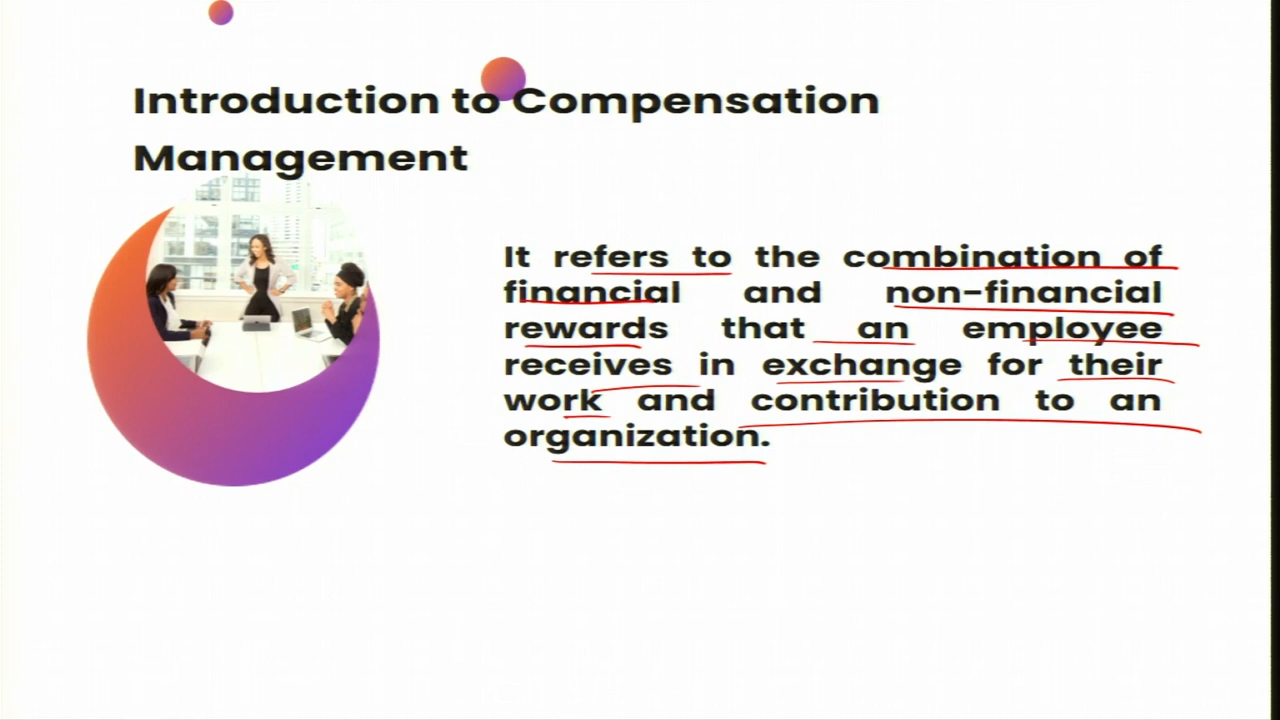 Introduction to Compensation
Management
It refers to the combination of
financial and non-financial
rewards that an employee
receives in exchange for their
work and contribution to an
organization.